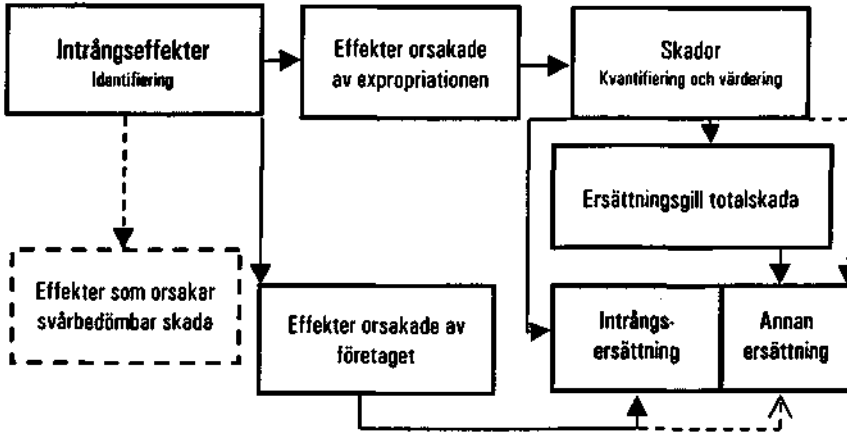 Intrångseffekter
Identifiering
Effekter orsakade
av expropriationen
Skador
Kvantifiering och värdering
Ersättningsgill totalskada
Effekter som orsakar
svårbedömbar skada
Effekter orsakade av
företaget
Intrångs-
ersättning
Annan
ersättning